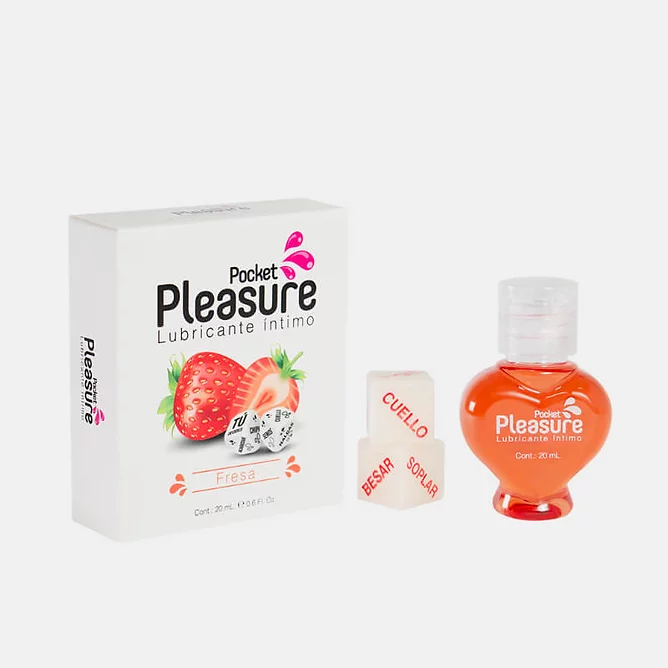 Pleasure
Pocket
Pleasure
Lubricante íntimo
TÚ
Fresa
Cont.: 20 mL. ℮ 0.6 Fl. Oz
Pocket
Pleasure
Lubricante íntimo
CUELLO
BESAR
SOPLAR
Pocket
Pleasure
Lubricante íntimo
Cont.: 20 mL